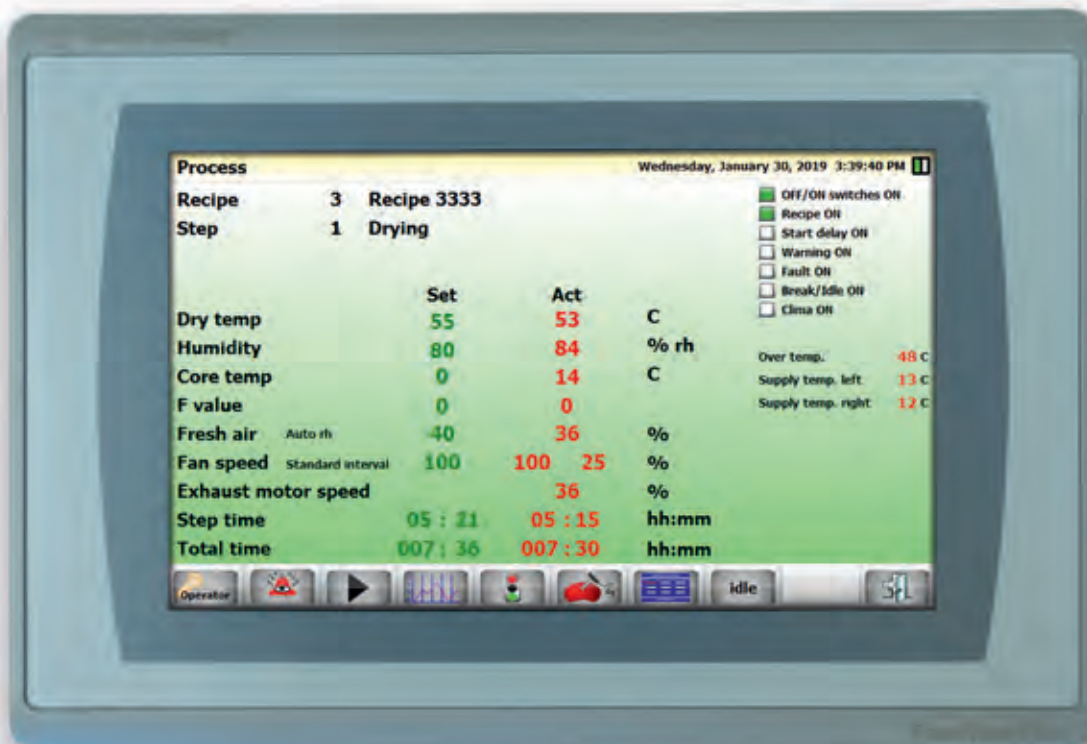 Process Wednesday, January 30, 2019 3:39:40 PM
Recipe 3 Recipe 3333
Step 1 Drying
OFF/ON switches ON
Recipe ON
Start delay ON
Warning ON
Fault ON
Break/Idle ON
Clima ON
Set Act
Dry temp 55 53 C
Humidity 80 84 % rh
Core temp 0 14 C
F value 0 0
Fresh air Auto rh 40 36 %
Fan speed Standard interval 100 100 25 %
Exhaust motor speed 36 %
Step time 05 : 21 05 : 15 hh:mm
Total time 007 : 36 007 : 30 hh:mm
Over temp. 48 C
Supply temp. left 13 C
Supply temp. right 12 C
Operator idle